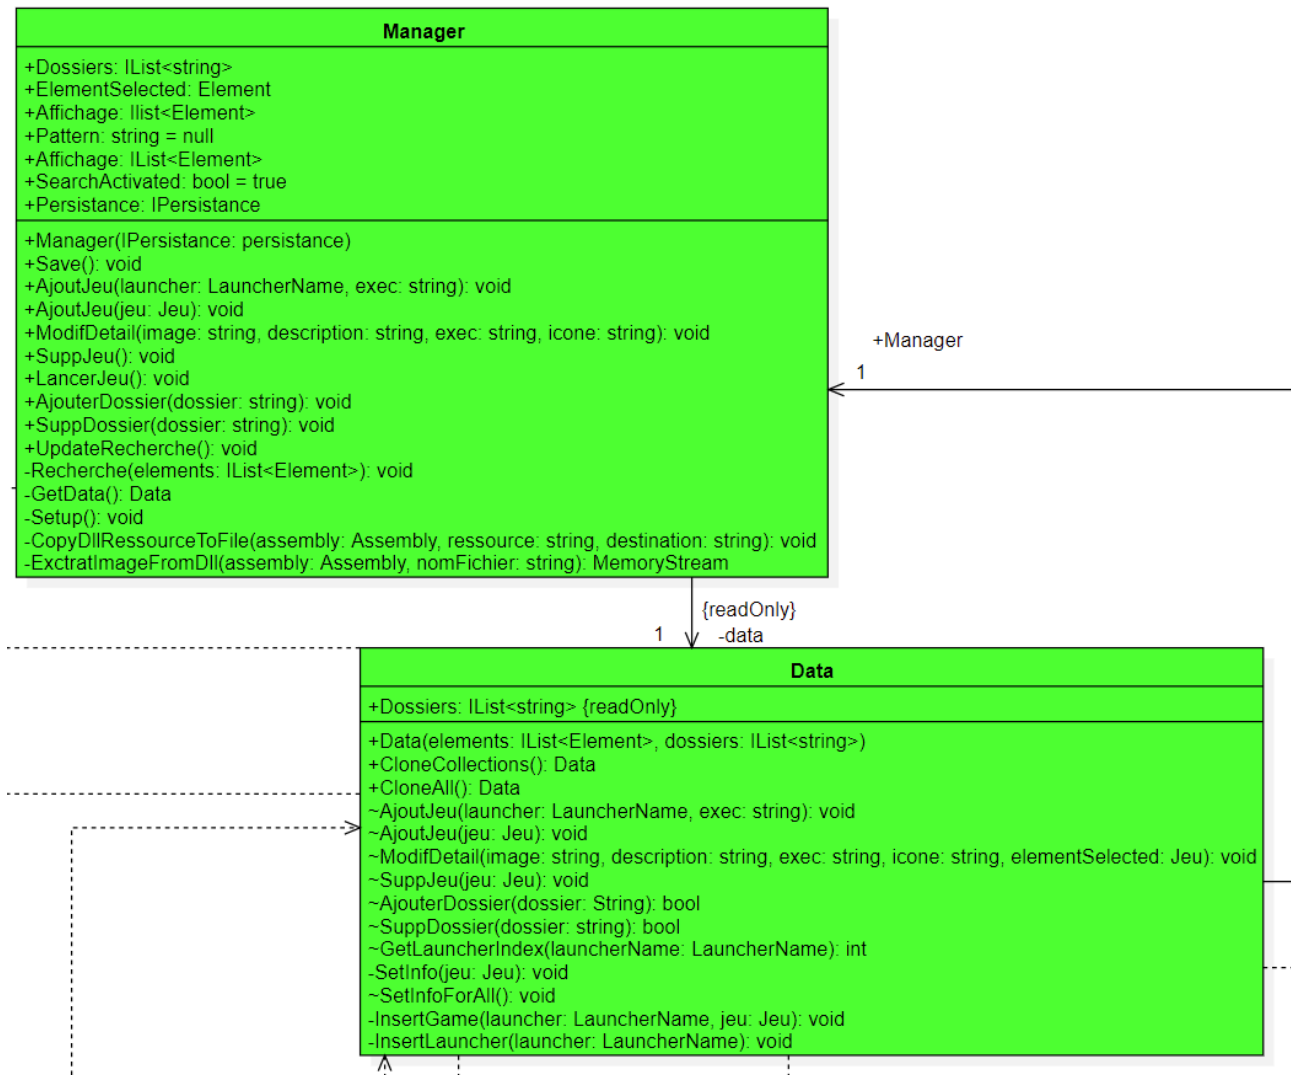 Manager
+Dossiers: IList<string>
+ElementSelected: Element
+Affichage: Ilist<Element>
+Pattern: string = null
+Affichage: IList<Element>
+SearchActivated: bool = true
+Persistance: IPersistance
+Manager(IPersistance: persistance)
+Save(): void
+AjoutJeu(launcher: LauncherName, exec: string): void
+AjoutJeu(jeu: Jeu): void
+ModifDetail(image: string, description: string, exec: string, icone: string): void
+SuppJeu(): void
+LancerJeu(): void
+AjouterDossier(dossier: string): void
+SuppDossier(dossier: string): void
+UpdateRecherche(): void
-Recherche(elements: IList<Element>): void
-GetData(): Data
-Setup(): void
-CopyDllRessourceToFile(assembly: Assembly, ressource: string, destination: string): void
-ExctratImageFromDll(assembly: Assembly, nomFichier: string): MemoryStream
+Manager
1
{readOnly}
1 -data
Data
+Dossiers: IList<string> {readOnly}
+Data(elements: IList<Element>, dossiers: IList<string>)
+CloneCollections(): Data
+CloneAll(): Data
~AjoutJeu(launcher: LauncherName, exec: string): void
~AjoutJeu(jeu: Jeu): void
~ModifDetail(image: string, description: string, exec: string, icone: string, elementSelected: Jeu): void
~SuppJeu(jeu: Jeu): void
~AjouterDossier(dossier: String): bool
~SuppDossier(dossier: string): bool
~GetLauncherIndex(launcherName: LauncherName): int
-SetInfo(jeu: Jeu): void
~SetInfoForAll(): void
-InsertGame(launcher: LauncherName, jeu: Jeu): void
-InsertLauncher(launcher: LauncherName): void